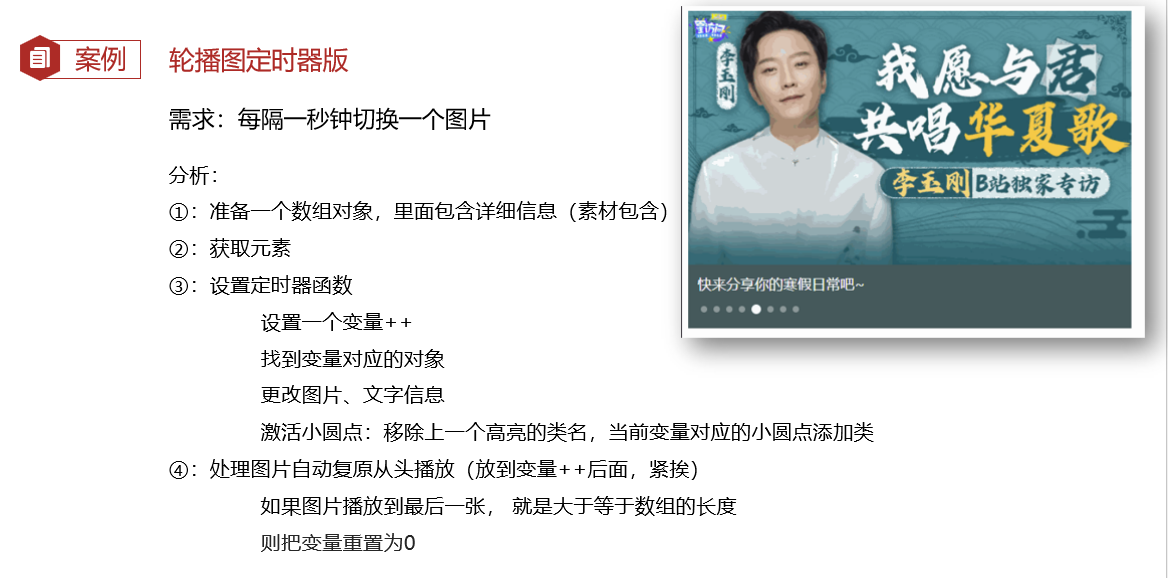 案例
轮播图定时器版
需求：每隔一秒钟切换一个图片
分析：
①：准备一个数组对象，里面包含详细信息（素材包含）
②：获取元素
③：设置定时器函数
设置一个变量++
找到变量对应的对象
更改图片、文字信息
激活小圆点：移除上一个高亮的类名，当前变量对应的小圆点添加类
④：处理图片自动复原从头播放（放到变量++后面，紧挨）
如果图片播放到最后一张， 就是大于等于数组的长度
则把变量重置为0
李玉刚
我愿与君
共唱华夏歌
李玉刚 B站独家专访
快来分享你的寒假日常吧~